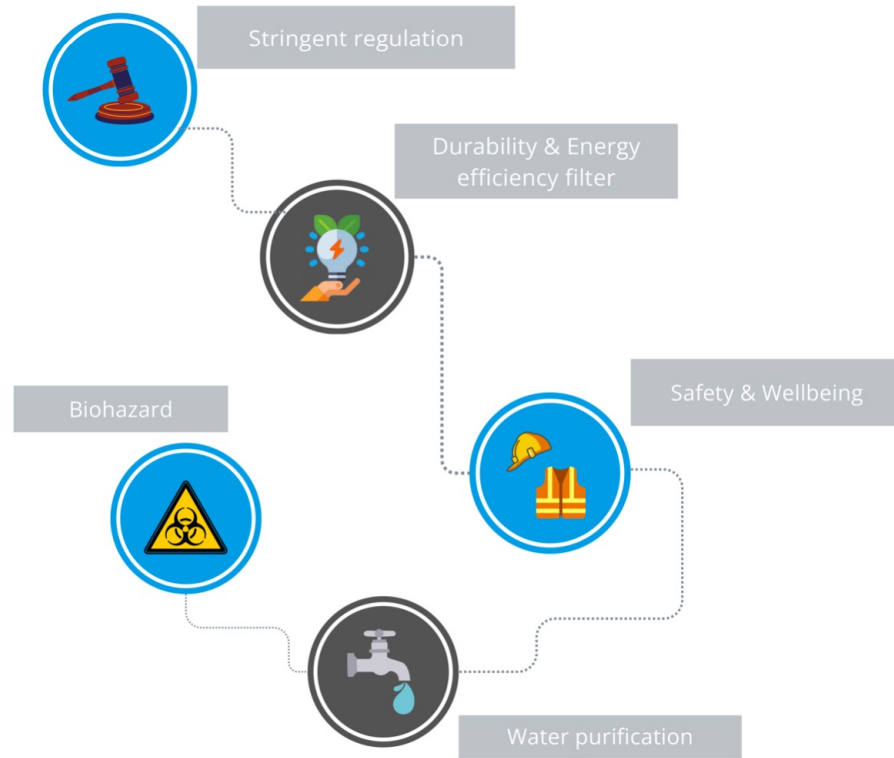 Stringent regulation
Durability & Energy
efficiency filter
Safety & Wellbeing
Biohazard
Water purification